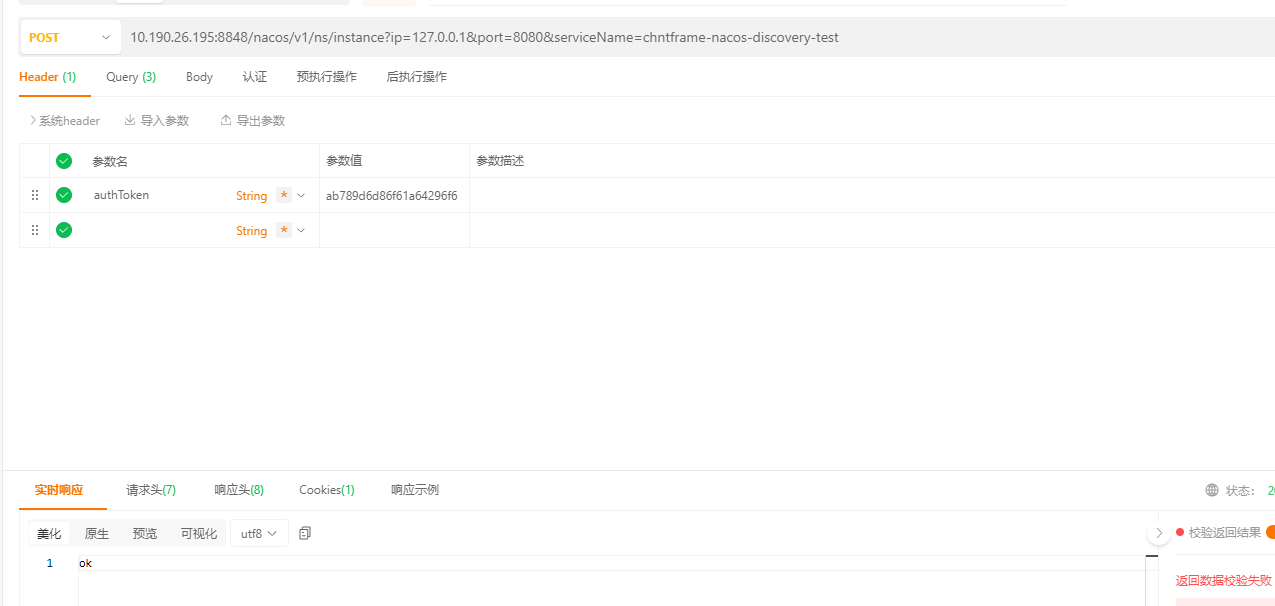 POST 10.190.26.195:8848/nacos/v1/ns/instance?ip=127.0.0.1&port=8080&serviceName=chntframe-nacos-discovery-test
Header (1) Query (3) Body 认证 预执行操作 后执行操作
系统header 导入参数 导出参数
参数名 参数值 参数描述
authToken String * ab789d6d86f61a64296f6
String *
实时响应 请求头(7) 响应头(8) Cookies(1) 响应示例 状态:
美化 原生 预览 可视化 utf8 校验返回结果
1 ok
返回数据校验失败